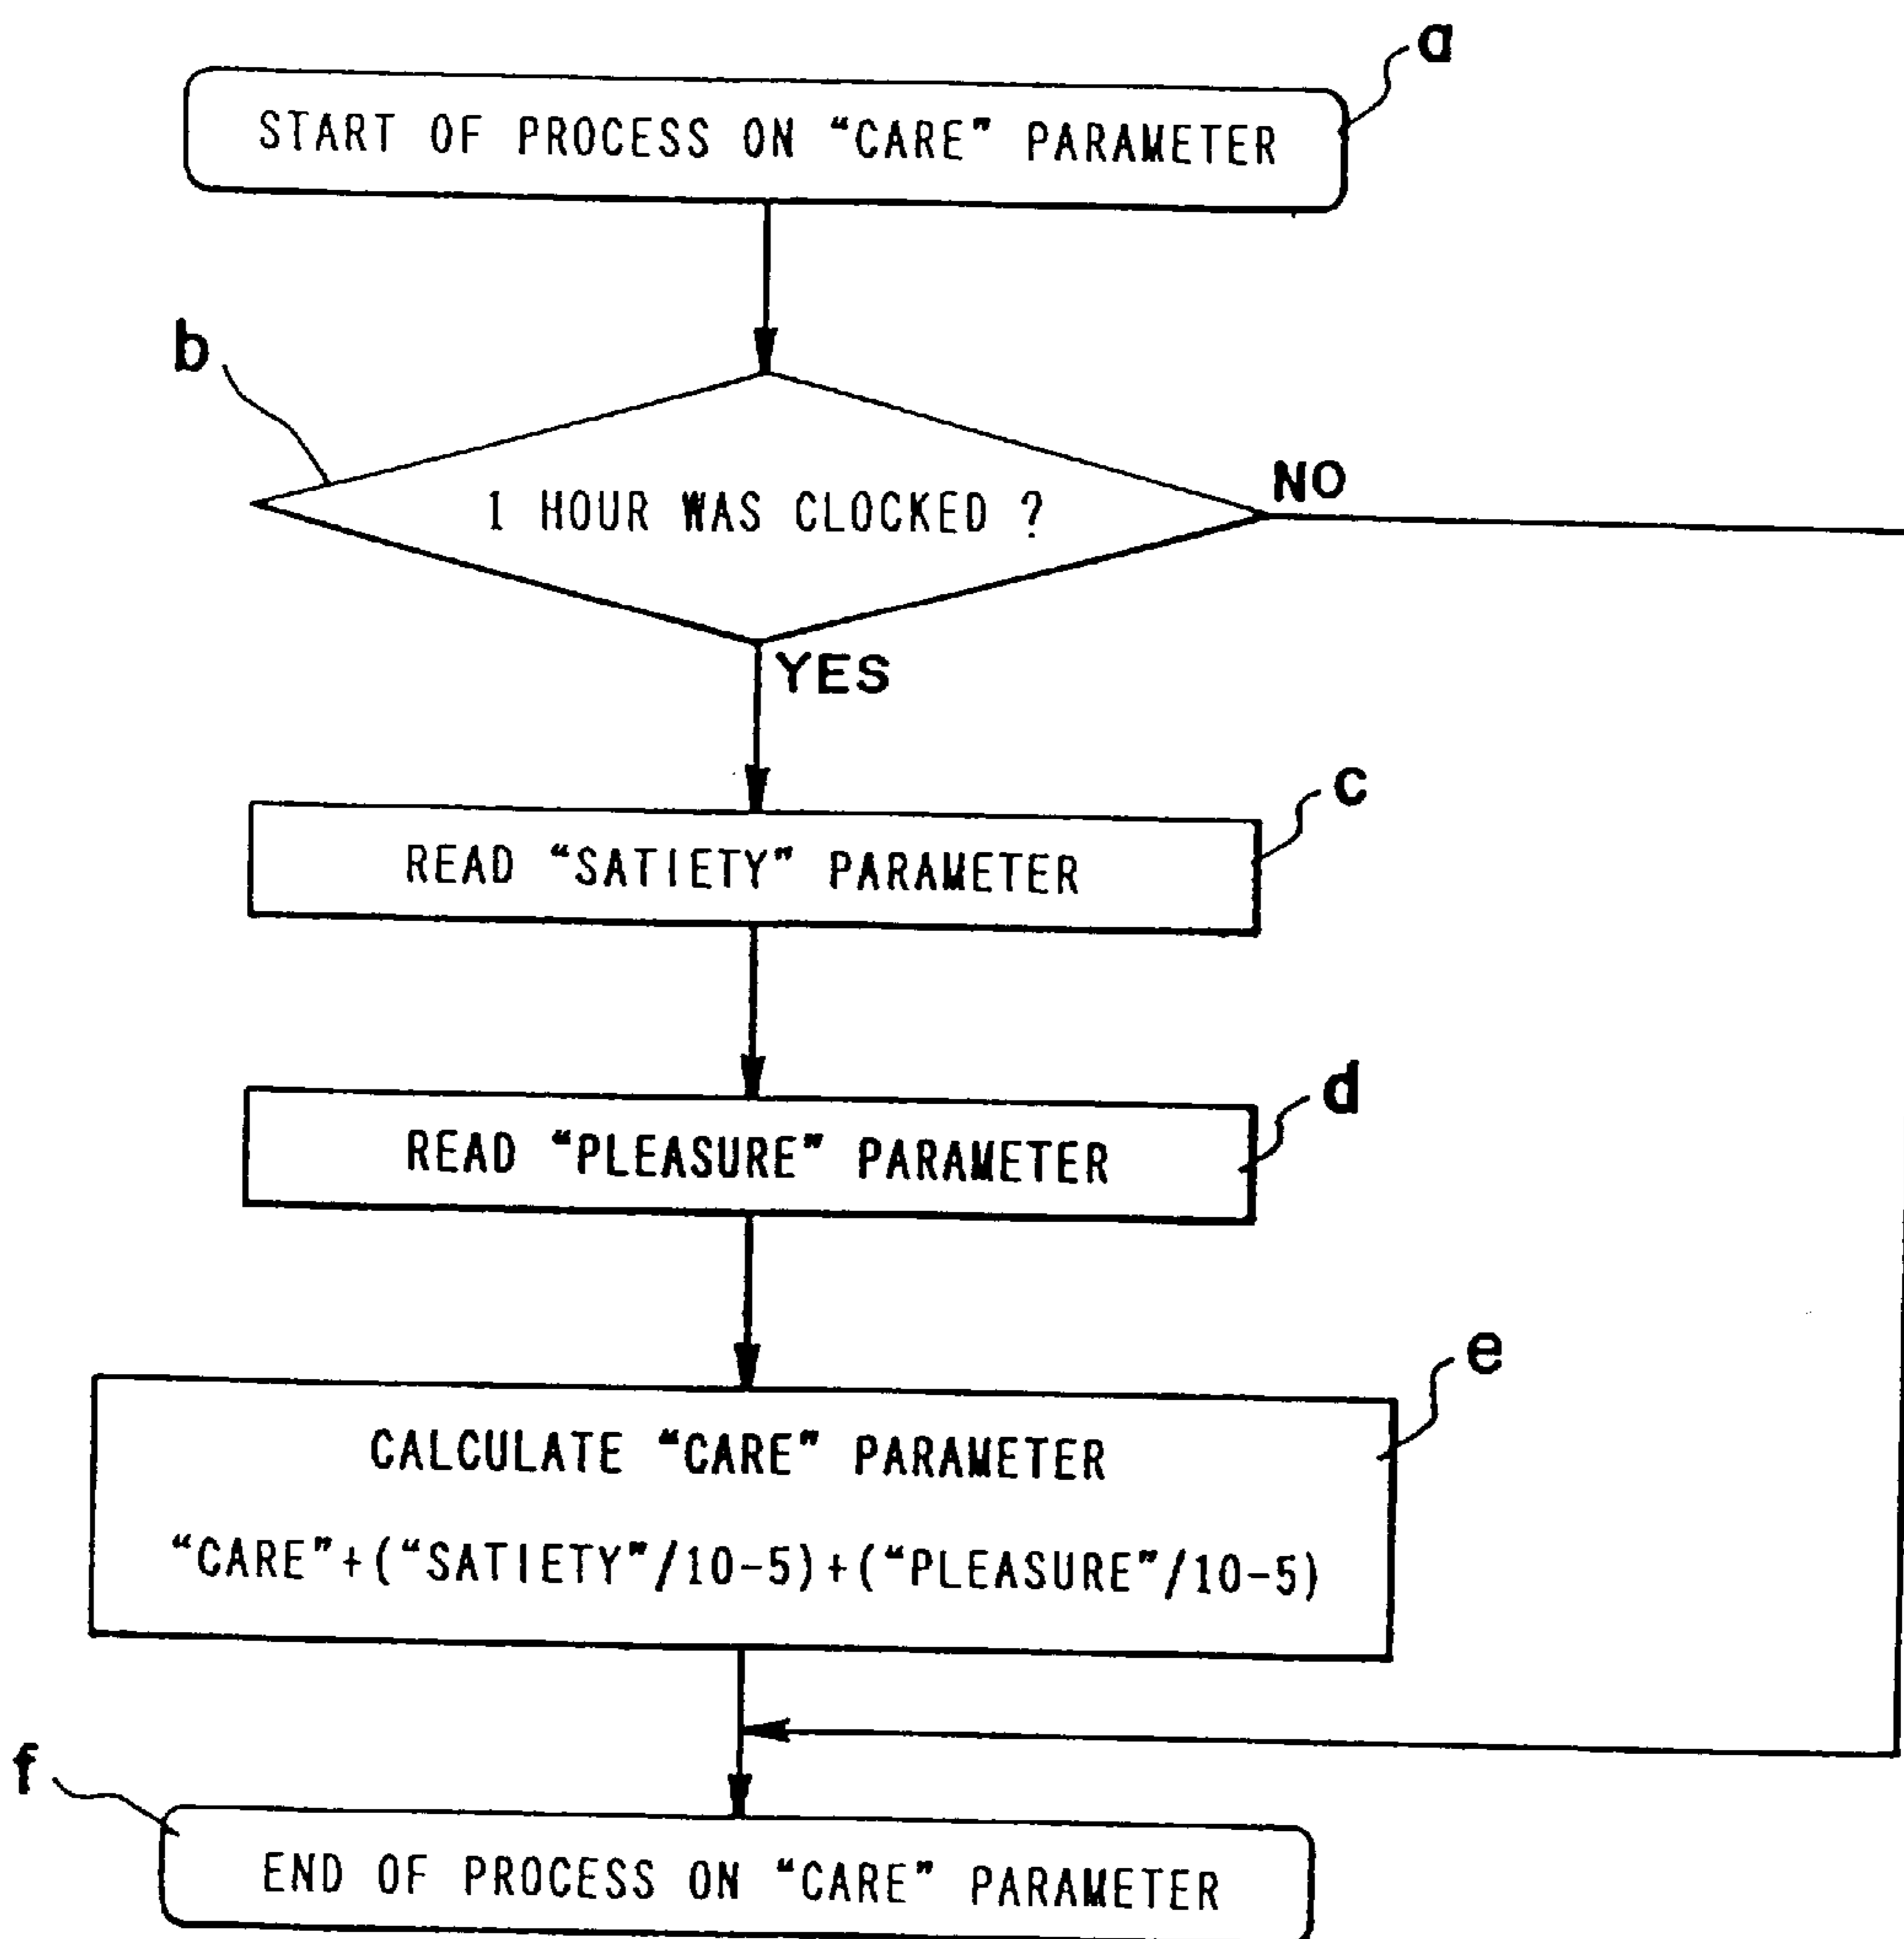 a
START OF PROCESS ON “CARE” PARAMETER
b
1 HOUR WAS CLOCKED ?
NO
YES
c
READ “SATIETY” PARAMETER
d
READ “PLEASURE” PARAMETER
e
CALCULATE “CARE” PARAMETER
“CARE”+(“SATIETY”/10-5)+(“PLEASURE”/10-5)
f
END OF PROCESS ON “CARE” PARAMETER